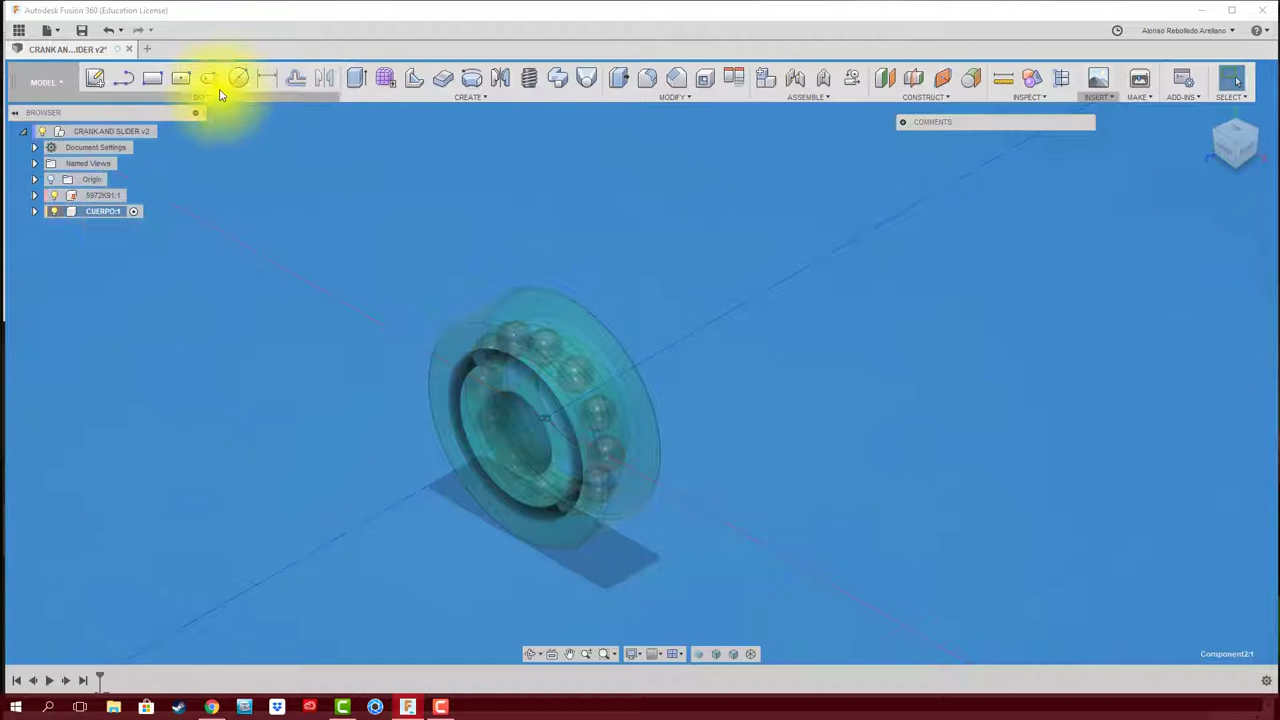 Autodesk Fusion 360 (Education License)
Alonso Rebolledo Arellano
CRANK AN...IDER v2*
MODEL
CREATE
MODIFY
ASSEMBLE
CONSTRUCT
INSPECT
INSERT
MAKE
ADD-INS
SELECT
BROWSER
COMMENTS
CRANK AND SLIDER v2
Document Settings
Named Views
Origin
5972K91:1
CUERPO:1
Component2:1